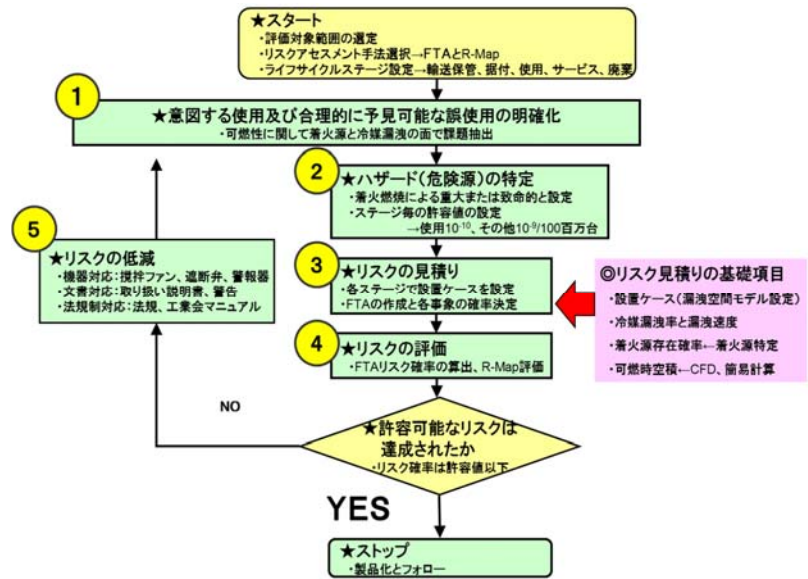 ★スタート
・評価対象範囲の選定
・リスクアセスメント手法選択→FTAとR-Map
・ライフサイクルステージ設定→輸送保管、据付、使用、サービス、廃棄
1
★意図する使用及び合理的に予見可能な誤使用の明確化
・可燃性に関して着火源と冷媒漏洩の面で課題抽出
2
★ハザード(危険源)の特定
・着火燃焼による重大または致命的と設定
・ステージ毎の許容値の設定
→使用10⁻¹⁰、その他10⁻⁹/100百万台
5
★リスクの低減
・機器対応:撹拌ファン、遮断弁、警報器
・文書対応:取り扱い説明書、警告
・法規制対応:法規、工業会マニュアル
3
★リスクの見積り
・各ステージで設置ケースを設定
・FTAの作成と各事象の確率決定
◎リスク見積りの基礎項目
・設置ケース(漏洩空間モデル設定)
・冷媒漏洩率と漏洩速度
・着火源存在確率←着火源特定
・可燃時空積←CFD、簡易計算
4
★リスクの評価
・FTAリスク確率の算出、R-Map評価
NO
★許容可能なリスクは
達成されたか
・リスク確率は許容値以下
YES
★ストップ
・製品化とフォロー